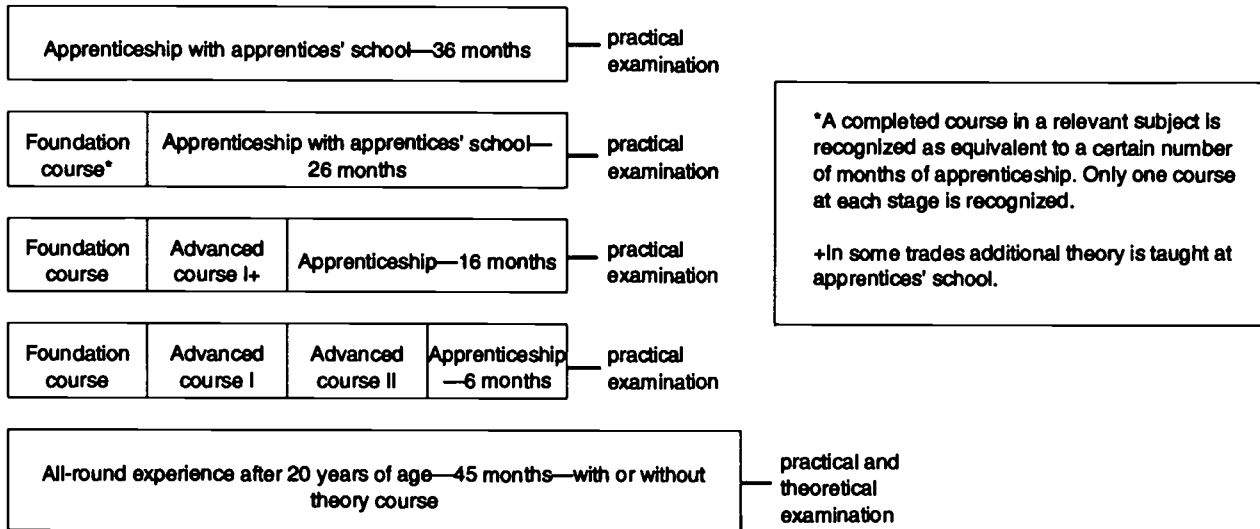 Apprenticeship with apprentices' school—36 months
practical
examination
Foundation
course*
Apprenticeship with apprentices' school—
26 months
practical
examination
Foundation
course
Advanced
course I+
Apprenticeship—16 months
practical
examination
Foundation
course
Advanced
course I
Advanced
course II
Apprenticeship
—6 months
practical
examination
All-round experience after 20 years of age—45 months—with or without
theory course
practical and
theoretical
examination
*A completed course in a relevant subject is
recognized as equivalent to a certain number
of months of apprenticeship. Only one course
at each stage is recognized.
+In some trades additional theory is taught at
apprentices' school.